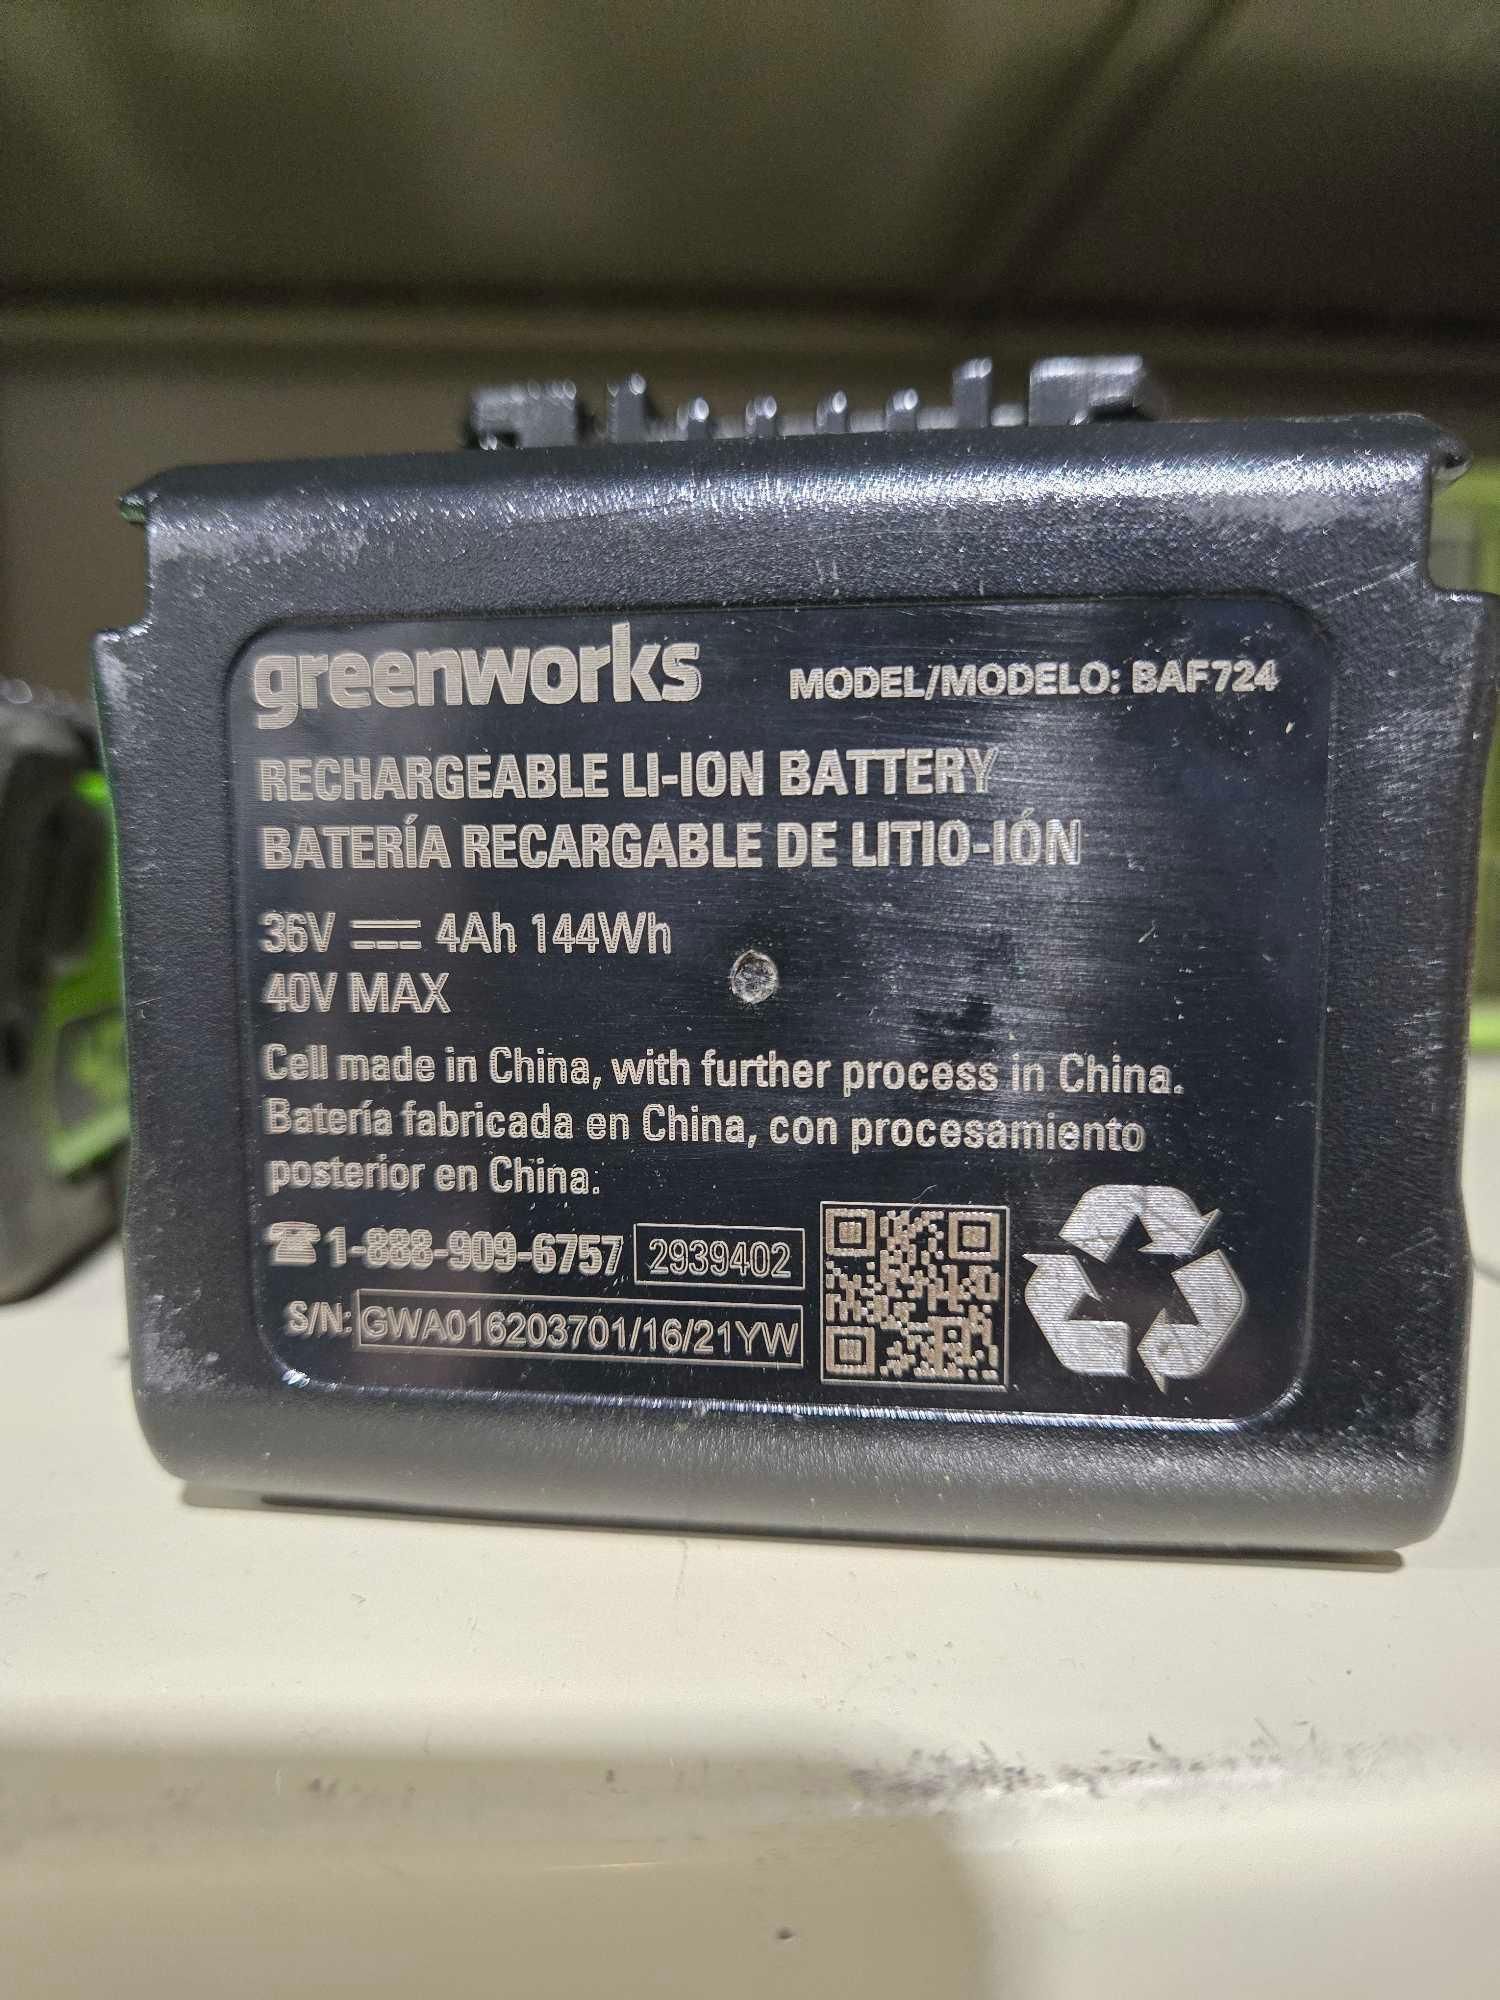 greenworks MODEL/MODELO: BAF724
RECHARGEABLE LI-ION BATTERY
BATERÍA RECARGABLE DE LITIO-IÓN
36V 4Ah 144Wh
40V MAX
Cell made in China, with further process in China.
Batería fabricada en China, con procesamiento
posterior en China.
1-888-909-6757 2939402
S/N: GWA016203701/16/21YW